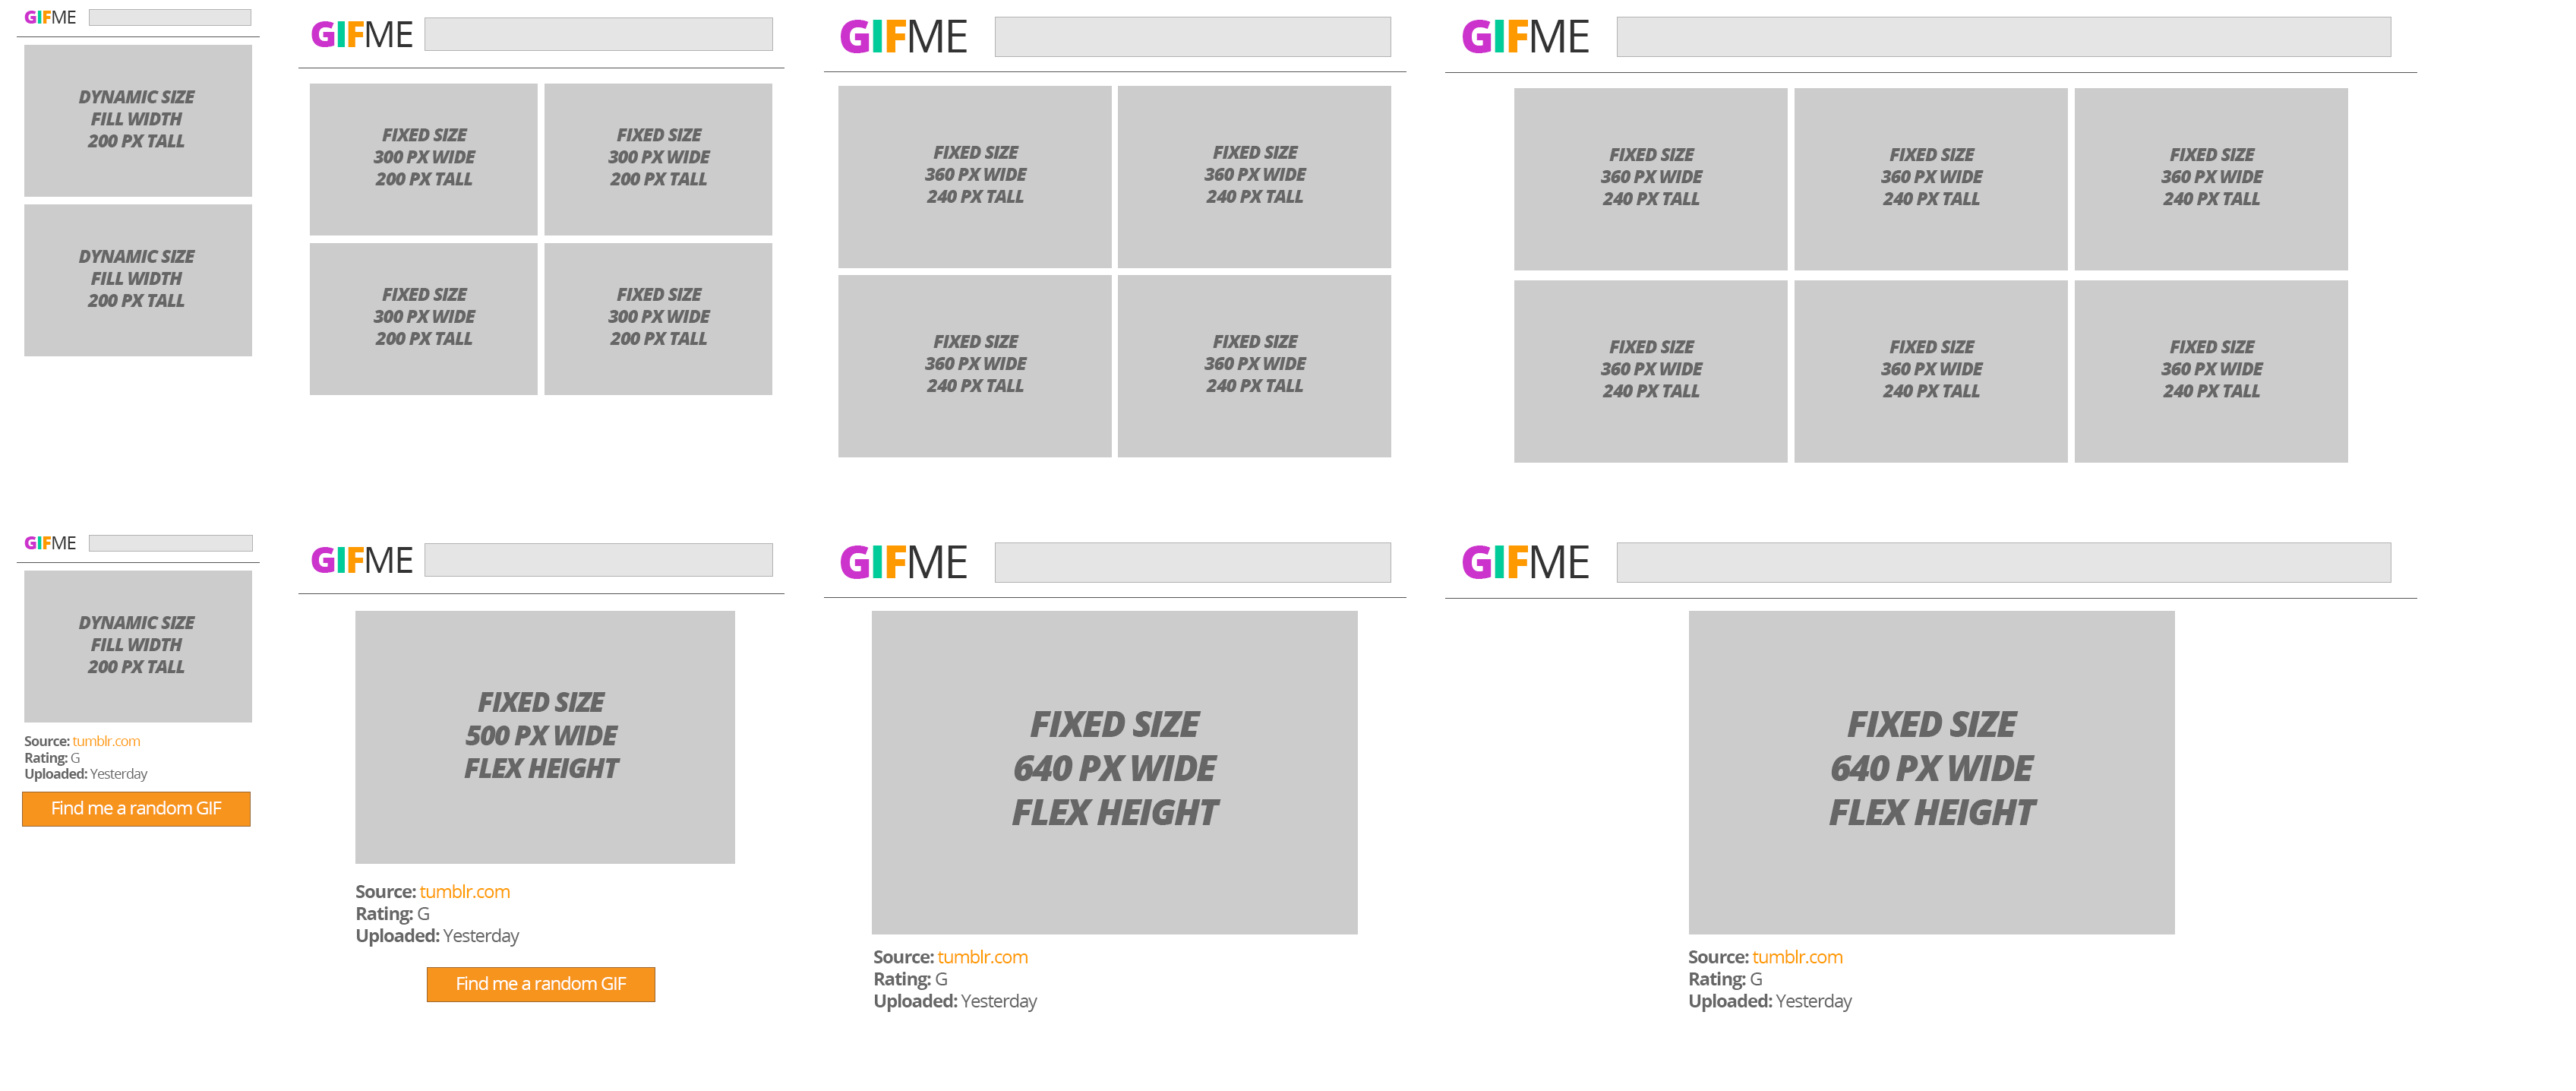 GIFME
DYNAMIC SIZE
FILL WIDTH
200 PX TALL
DYNAMIC SIZE
FILL WIDTH
200 PX TALL
GIFME
FIXED SIZE
300 PX WIDE
200 PX TALL
FIXED SIZE
300 PX WIDE
200 PX TALL
FIXED SIZE
300 PX WIDE
200 PX TALL
FIXED SIZE
300 PX WIDE
200 PX TALL
GIFME
FIXED SIZE
360 PX WIDE
240 PX TALL
FIXED SIZE
360 PX WIDE
240 PX TALL
FIXED SIZE
360 PX WIDE
240 PX TALL
FIXED SIZE
360 PX WIDE
240 PX TALL
GIFME
FIXED SIZE
360 PX WIDE
240 PX TALL
FIXED SIZE
360 PX WIDE
240 PX TALL
FIXED SIZE
360 PX WIDE
240 PX TALL
FIXED SIZE
360 PX WIDE
240 PX TALL
FIXED SIZE
360 PX WIDE
240 PX TALL
FIXED SIZE
360 PX WIDE
240 PX TALL
GIFME
DYNAMIC SIZE
FILL WIDTH
200 PX TALL
Source: tumblr.com
Rating: G
Uploaded: Yesterday
Find me a random GIF
GIFME
FIXED SIZE
500 PX WIDE
FLEX HEIGHT
Source: tumblr.com
Rating: G
Uploaded: Yesterday
Find me a random GIF
GIFME
FIXED SIZE
640 PX WIDE
FLEX HEIGHT
Source: tumblr.com
Rating: G
Uploaded: Yesterday
GIFME
FIXED SIZE
640 PX WIDE
FLEX HEIGHT
Source: tumblr.com
Rating: G
Uploaded: Yesterday